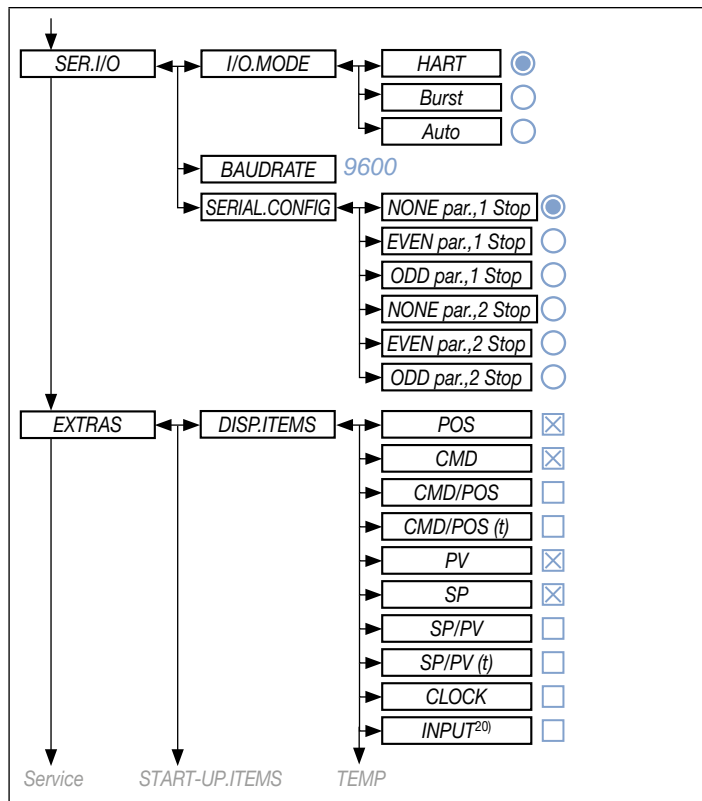 SER.I/O
I/O.MODE
HART
Burst
Auto
BAUDRATE
9600
SERIAL.CONFIG
NONE par.,1 Stop
EVEN par.,1 Stop
ODD par.,1 Stop
NONE par.,2 Stop
EVEN par.,2 Stop
ODD par.,2 Stop
EXTRAS
DISP.ITEMS
POS
CMD
CMD/POS
CMD/POS (t)
PV
SP
SP/PV
SP/PV (t)
CLOCK
INPUT20)
Service
START-UP.ITEMS
TEMP